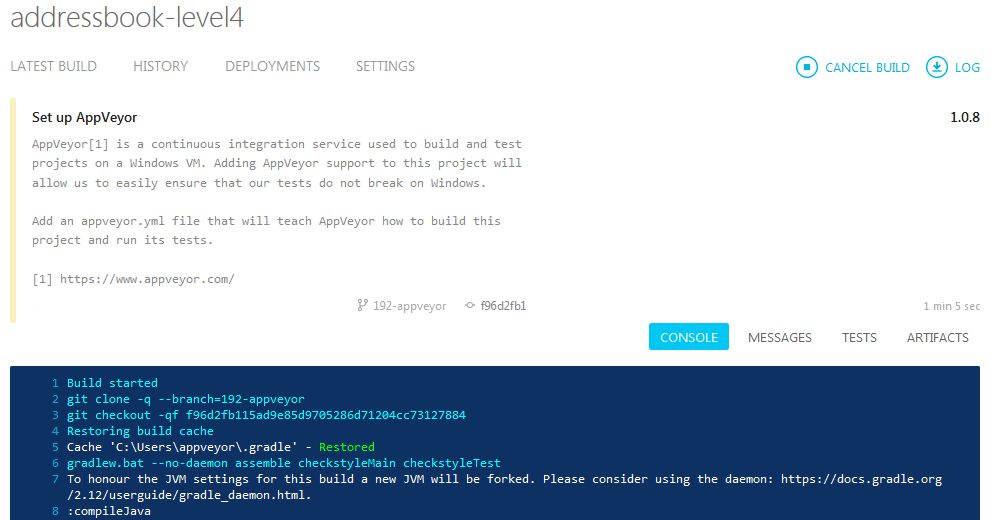 addressbook-level4
LATEST BUILD HISTORY DEPLOYMENTS SETTINGS CANCEL BUILD LOG
Set up AppVeyor 1.0.8
AppVeyor[1] is a continuous integration service used to build and test
projects on a Windows VM. Adding AppVeyor support to this project will
allow us to easily ensure that our tests do not break on Windows.
Add an appveyor.yml file that will teach AppVeyor how to build this
project and run its tests.
[1] https://www.appveyor.com/
192-appveyor f96d2fb1 1 min 5 sec
CONSOLE MESSAGES TESTS ARTIFACTS
1 Build started
2 git clone -q --branch=192-appveyor
3 git checkout -qf f96d2fb115ad9e85d9705286d71204cc73127884
4 Restoring build cache
5 Cache 'C:\Users\appveyor\.gradle' - Restored
6 gradlew.bat --no-daemon assemble checkstyleMain checkstyleTest
7 To honour the JVM settings for this build a new JVM will be forked. Please consider using the daemon: https://docs.gradle.org
/2.12/userguide/gradle_daemon.html.
8 :compileJava